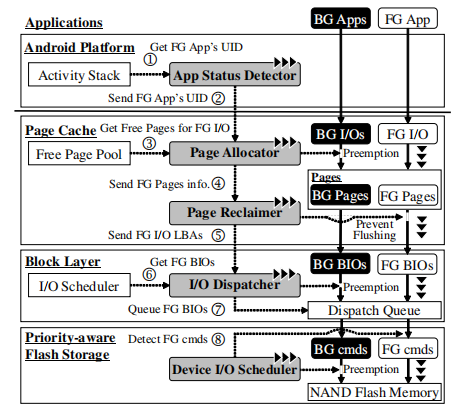 Applications
BG Apps
FG App
Android Platform
① Get FG App's UID
Activity Stack
App Status Detector
Send FG App's UID ②
Page Cache
Get Free Pages for FG I/O
③
BG I/Os
FG I/O
Free Page Pool
Page Allocator
Preemption
Send FG Pages info. ④
Pages
BG Pages
FG Pages
Page Reclaimer
Prevent
Flushing
Send FG I/O LBAs ⑤
Block Layer
Get FG BIOs
⑥
BG BIOs
FG BIOs
I/O Scheduler
I/O Dispatcher
Preemption
Queue FG BIOs ⑦
Dispatch Queue
Priority-aware
Flash Storage
Detect FG cmds ⑧
BG cmds
FG cmds
Device I/O Scheduler
Preemption
NAND Flash Memory